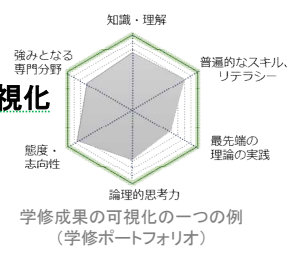 知識・理解
強みとなる
専門分野
普遍的なスキル、
リテラシー
視化
態度・
志向性
最先端の
理論の実践
論理的思考力
学修成果の可視化の一つの例
（学修ポートフォリオ）